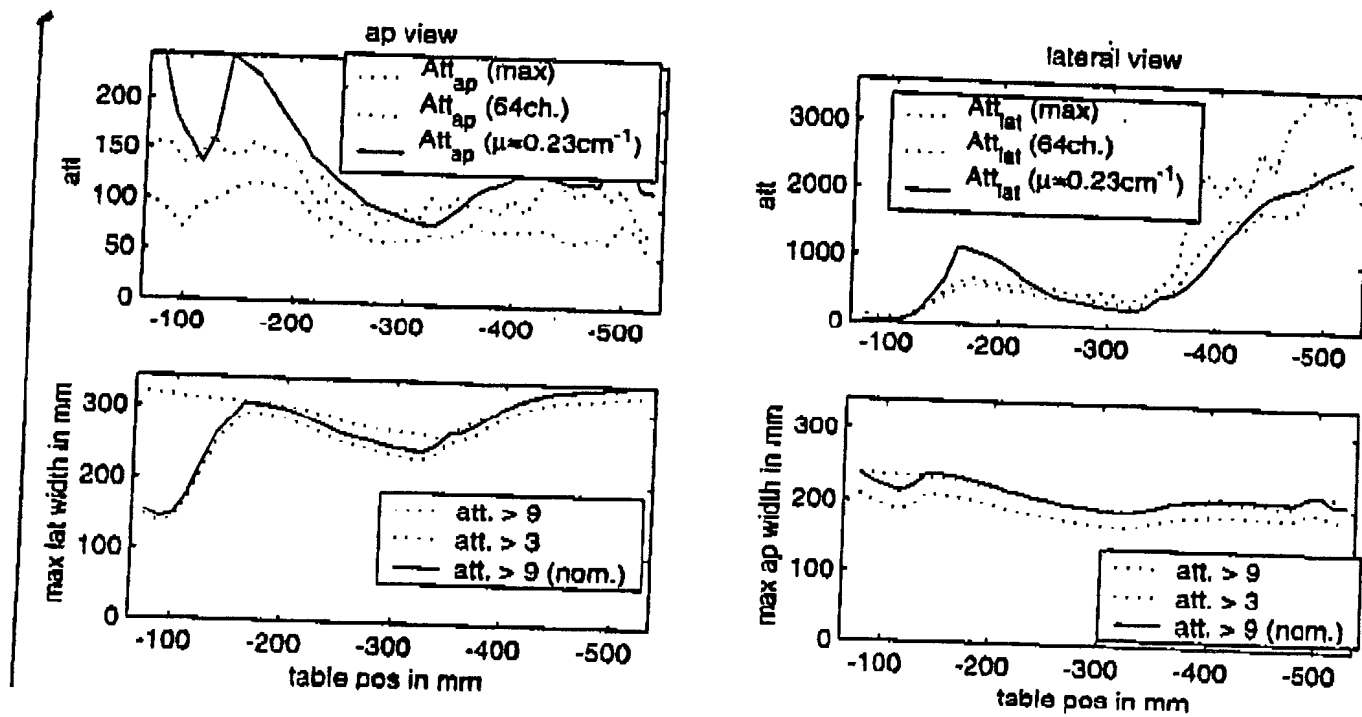 ap view
Att_ap (max)
Att_ap (64ch.)
Att_ap (μ=0.23cm⁻¹)
att
200
150
100
50
0
-100 -200 -300 -400 -500
lateral view
Att_lat (max)
Att_lat (64ch.)
Att_lat (μ=0.23cm⁻¹)
att
3000
2000
1000
0
-100 -200 -300 -400 -500
max lat width in mm
300
200
100
0
att. > 9
att. > 3
att. > 9 (nom.)
-100 -200 -300 -400 -500
table pos in mm
max ap width in mm
300
200
100
0
att. > 9
att. > 3
att. > 9 (nom.)
-100 -200 -300 -400 -500
table pos in mm